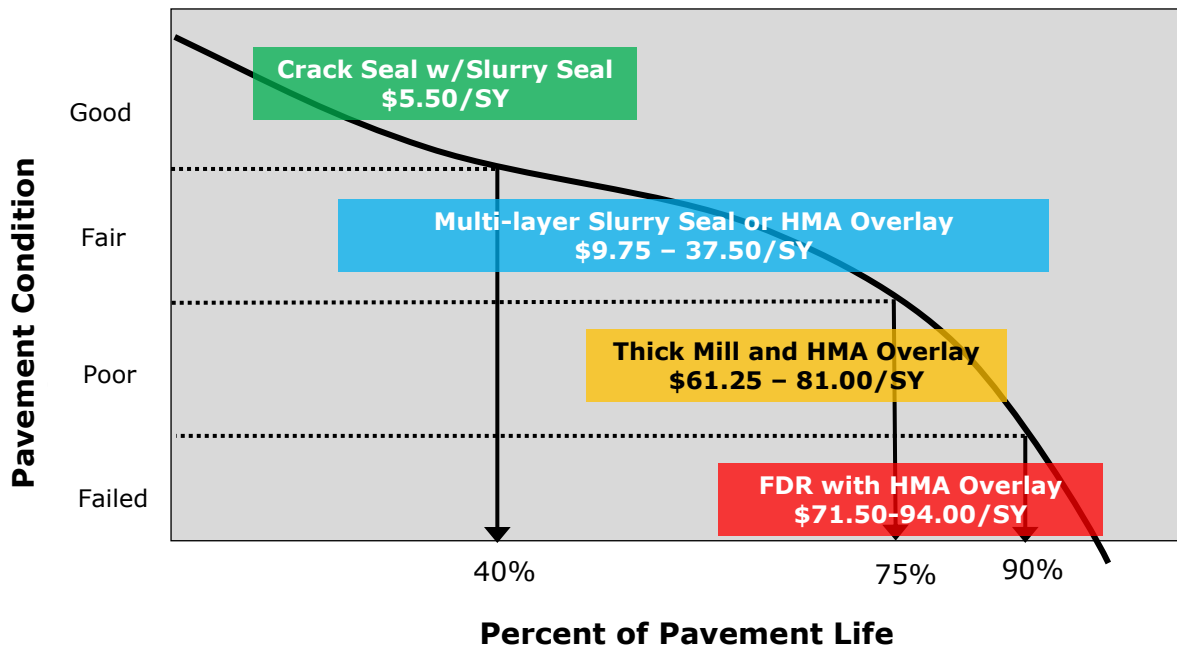 Crack Seal w/Slurry Seal
$5.50/SY
Good
Multi-layer Slurry Seal or HMA Overlay
$9.75 – 37.50/SY
Fair
Thick Mill and HMA Overlay
$61.25 – 81.00/SY
Poor
FDR with HMA Overlay
$71.50-94.00/SY
Failed
Pavement Condition
40%
75%
90%
Percent of Pavement Life